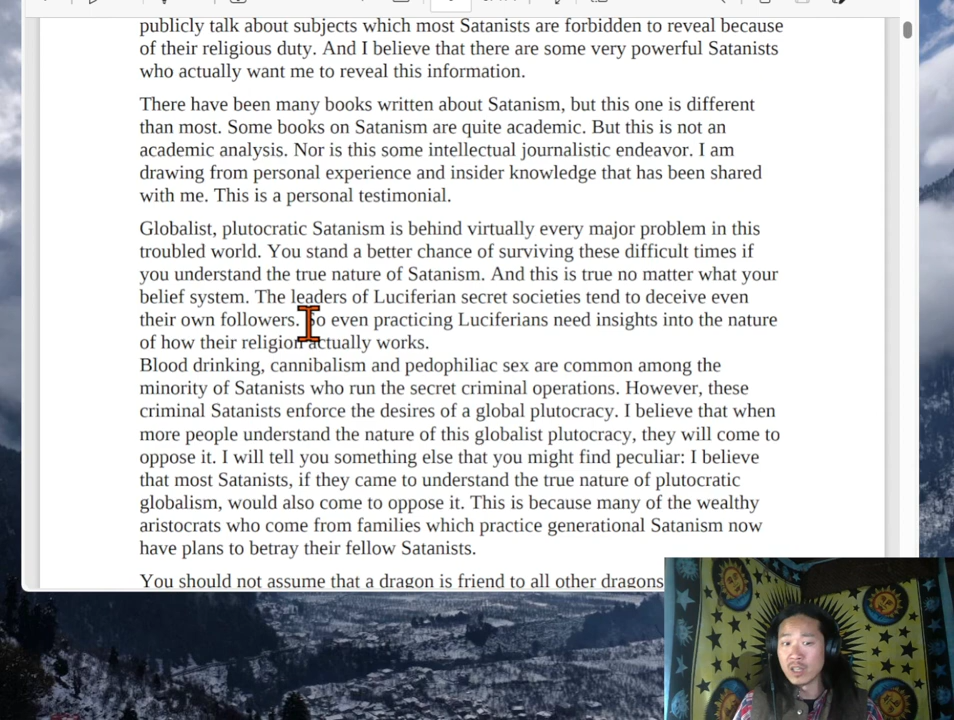 publicly talk about subjects which most Satanists are forbidden to reveal because
of their religious duty. And I believe that there are some very powerful Satanists
who actually want me to reveal this information.
There have been many books written about Satanism, but this one is different
than most. Some books on Satanism are quite academic. But this is not an
academic analysis. Nor is this some intellectual journalistic endeavor. I am
drawing from personal experience and insider knowledge that has been shared
with me. This is a personal testimonial.
Globalist, plutocratic Satanism is behind virtually every major problem in this
troubled world. You stand a better chance of surviving these difficult times if
you understand the true nature of Satanism. And this is true no matter what your
belief system. The leaders of Luciferian secret societies tend to deceive even
their own followers. So even practicing Luciferians need insights into the nature
of how their religion actually works.
Blood drinking, cannibalism and pedophiliac sex are common among the
minority of Satanists who run the secret criminal operations. However, these
criminal Satanists enforce the desires of a global plutocracy. I believe that when
more people understand the nature of this globalist plutocracy, they will come to
oppose it. I will tell you something else that you might find peculiar: I believe
that most Satanists, if they came to understand the true nature of plutocratic
globalism, would also come to oppose it. This is because many of the wealthy
aristocrats who come from families which practice generational Satanism now
have plans to betray their fellow Satanists.
You should not assume that a dragon is friend to all other dragons